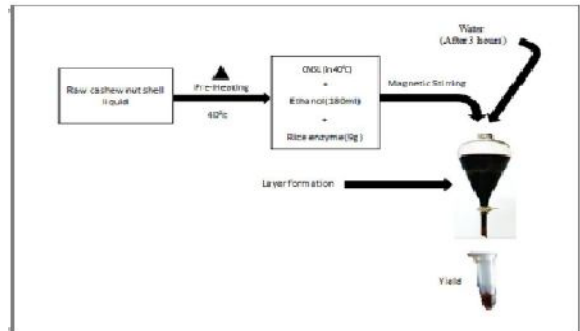 Raw cashew nut shell
liquid
Pre-Heating
40°c
CNSL (In 40°C)
+
Ethanol(180ml)
+
Rice enzyme(9g)
Magnetic Stirring
Water
(After 3 hours)
Layer formation
Yield